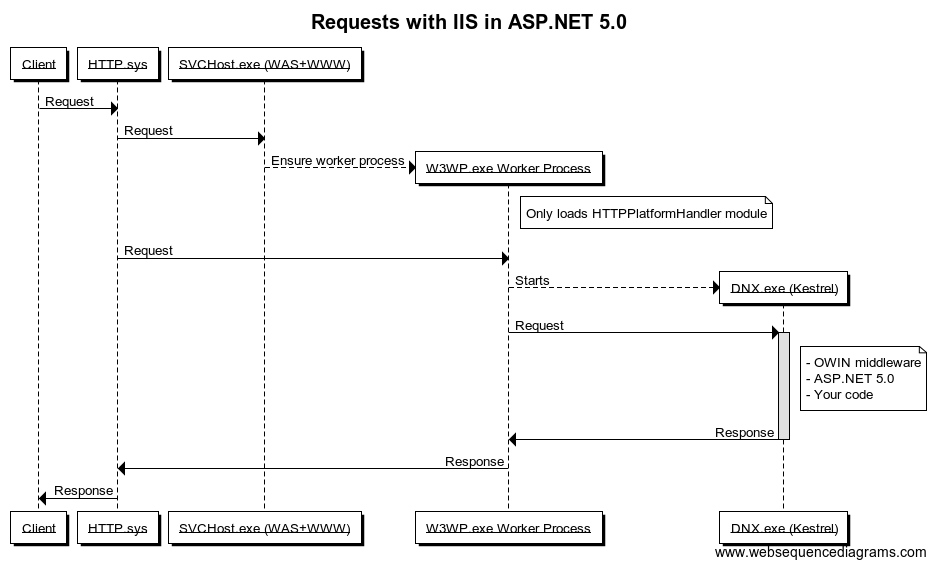 Requests with IIS in ASP.NET 5.0
Client
HTTP.sys
SVCHost.exe (WAS+WWW)
Request
Request
Ensure worker process
W3WP.exe Worker Process
Only loads HTTPPlatformHandler module
Request
Starts
DNX.exe (Kestrel)
Request
- OWIN middleware
- ASP.NET 5.0
- Your code
Response
Response
Response
Client
HTTP.sys
SVCHost.exe (WAS+WWW)
W3WP.exe Worker Process
DNX.exe (Kestrel)
www.websequencediagrams.com